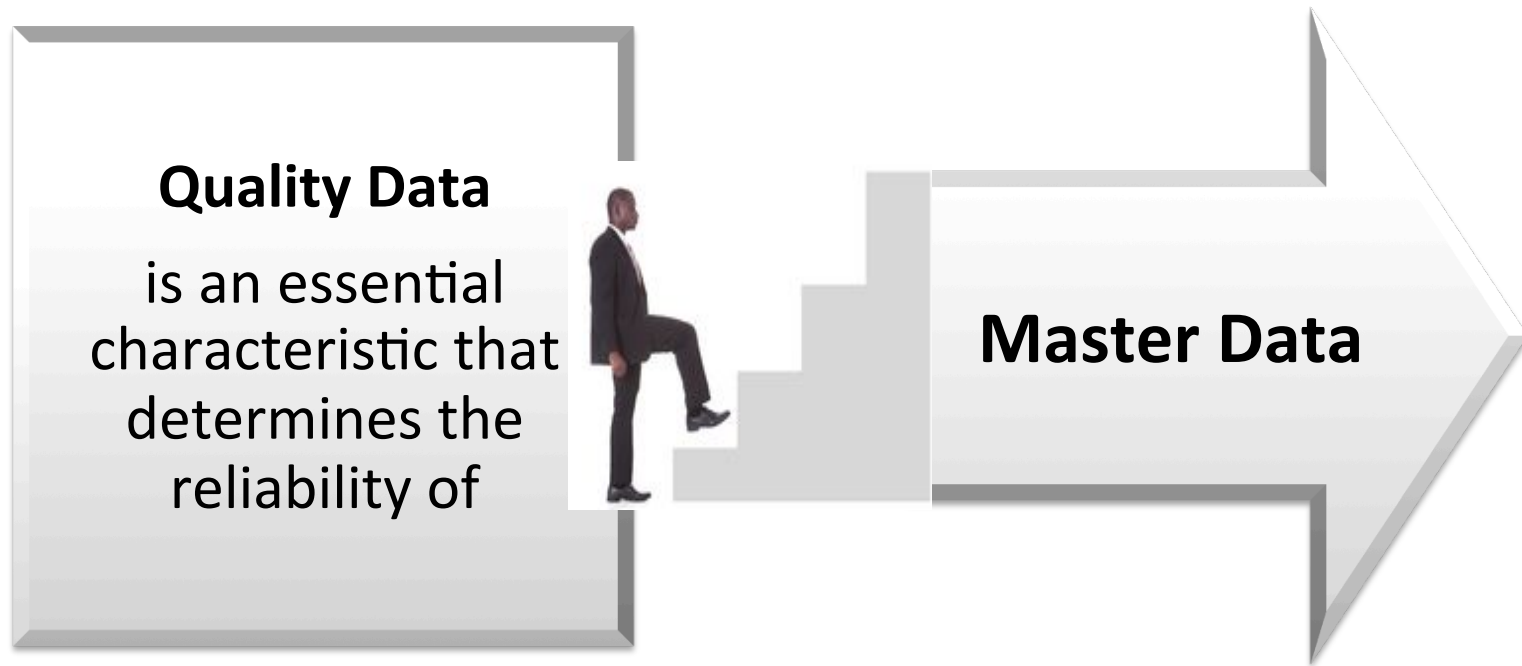 Quality Data
is an essential
characteristic that
determines the
reliability of
Master Data